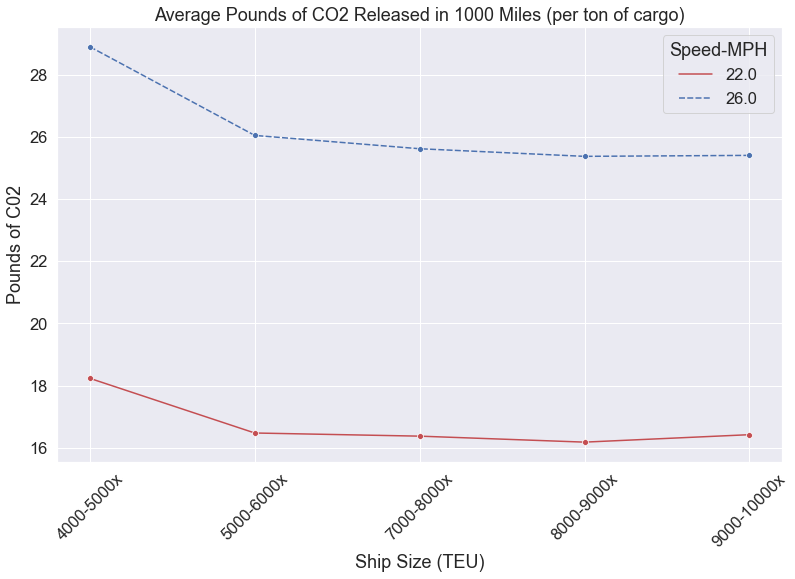 Average Pounds of CO2 Released in 1000 Miles (per ton of cargo)
Speed-MPH
22.0
26.0
28
26
24
22
20
18
16
Pounds of C02
4000-5000x
5000-6000x
7000-8000x
8000-9000x
9000-10000x
Ship Size (TEU)